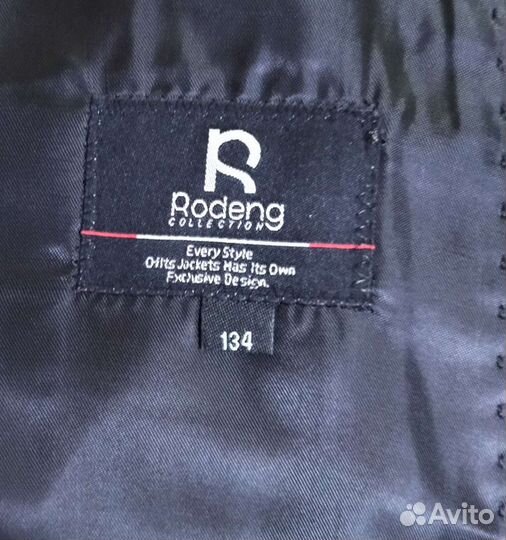 R
Rodeng
COLLECTION
Every Style
Of Its Jackets Has Its Own
Exclusive Design.
134
Avito